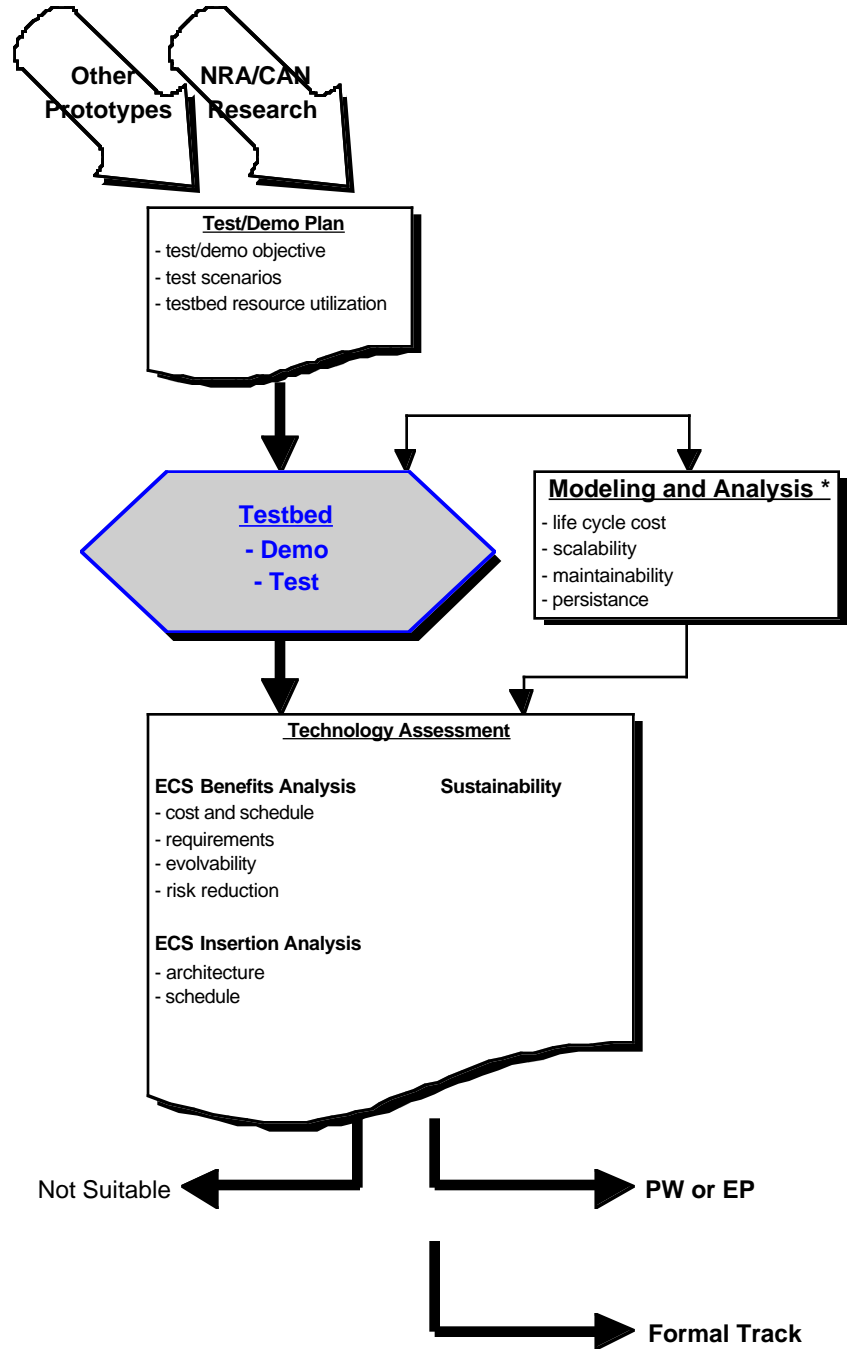 Other
Prototypes
NRA/CAN
Research
Test/Demo Plan
- test/demo objective
- test scenarios
- testbed resource utilization
Testbed
- Demo
- Test
Modeling and Analysis *
- life cycle cost
- scalability
- maintainability
- persistance
Technology Assessment
ECS Benefits Analysis
- cost and schedule
- requirements
- evolvability
- risk reduction
Sustainability
ECS Insertion Analysis
- architecture
- schedule
Not Suitable
PW or EP
Formal Track